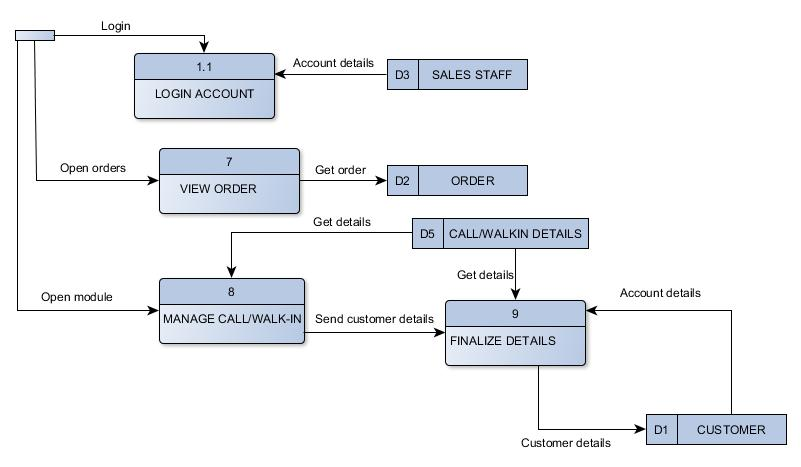 Login
1.1
LOGIN ACCOUNT
Account details
D3
SALES STAFF
Open orders
7
VIEW ORDER
Get order
D2
ORDER
Get details
D5
CALL/WALKIN DETAILS
Get details
Open module
8
MANAGE CALL/WALK-IN
Send customer details
9
FINALIZE DETAILS
Account details
Customer details
D1
CUSTOMER